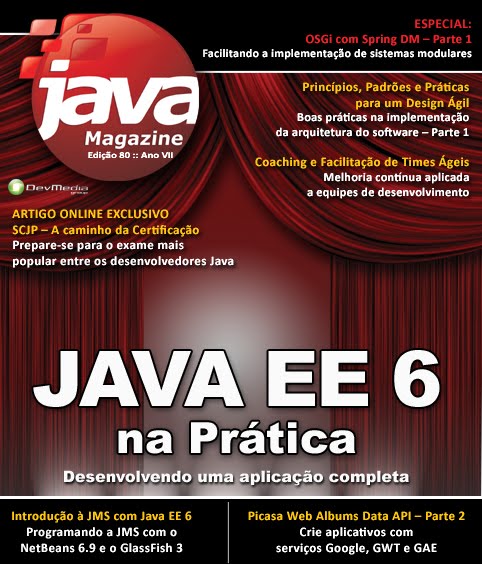 java
Magazine
Edição 80 :: Ano VII
DevMedia
group
ESPECIAL:
OSGi com Spring DM – Parte 1
Facilitando a implementação de sistemas modulares
Princípios, Padrões e Práticas
para um Design Ágil
Boas práticas na implementação
da arquitetura do software – Parte 1
Coaching e Facilitação de Times Ágeis
Melhoria contínua aplicada
a equipes de desenvolvimento
ARTIGO ONLINE EXCLUSIVO
SCJP – A caminho da Certificação
Prepare-se para o exame mais
popular entre os desenvolvedores Java
JAVA EE 6
na Prática
Desenvolvendo uma aplicação completa
Introdução à JMS com Java EE 6
Programando a JMS com o
NetBeans 6.9 e o GlassFish 3
Picasa Web Albums Data API – Parte 2
Crie aplicativos com
serviços Google, GWT e GAE